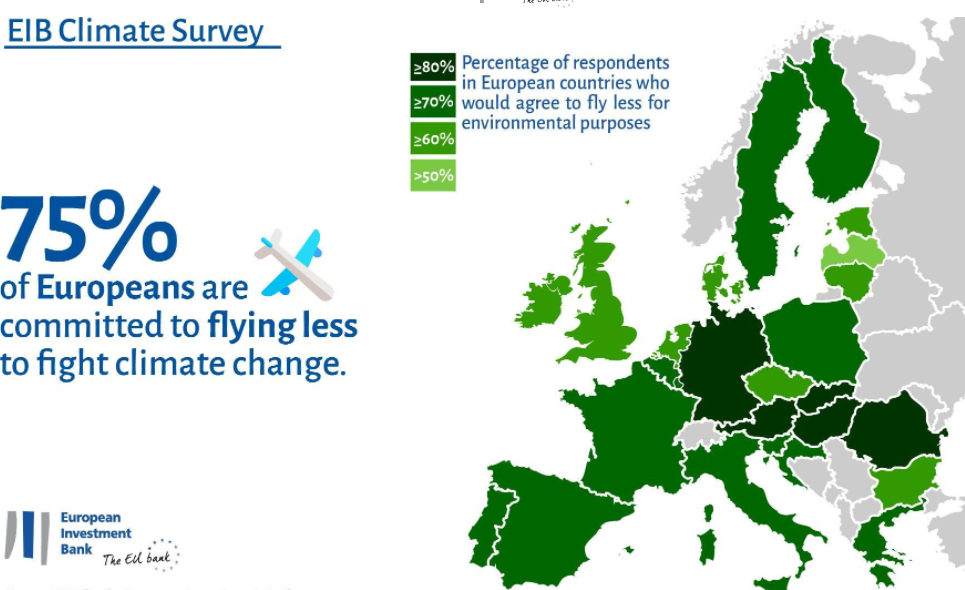 EIB Climate Survey
≥80%
≥70%
≥60%
>50%
Percentage of respondents
in European countries who
would agree to fly less for
environmental purposes
75%
of Europeans are
committed to flying less
to fight climate change.
European
Investment
Bank
The EU bank